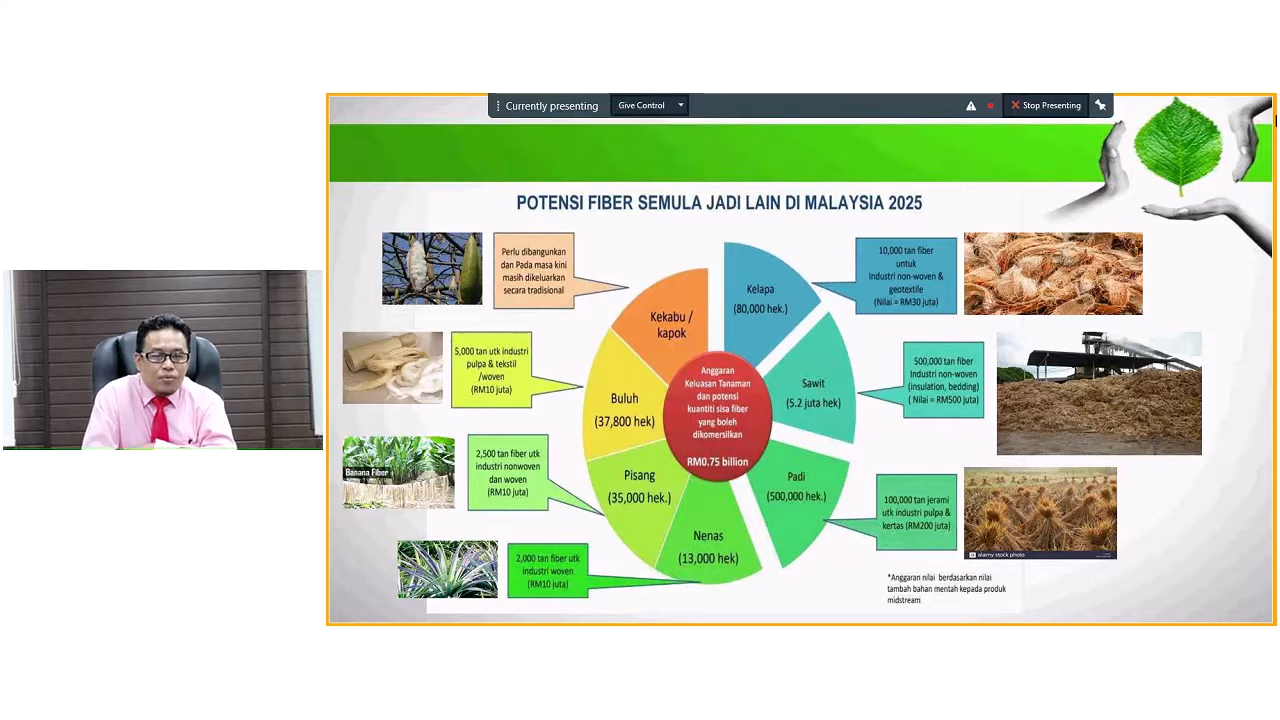 Currently presenting
Give Control
Stop Presenting
POTENSI FIBER SEMULA JADI LAIN DI MALAYSIA 2025
Perlu dibangunkan
dan Pada masa kini
masih dikeluarkan
secara tradisional
Kekabu /
kapok
Kelapa
(80,000 hek.)
10,000 tan fiber
untuk
Industri non-woven &
geotextile
(Nilai = RM30 juta)
5,000 tan utk industri
pulpa & tekstil
/woven
(RM10 juta)
Buluh
(37,800 hek)
Anggaran
Keluasan Tanaman
dan potensi
kuantiti sisa fiber
yang boleh
dikomersilkan
RM0.75 billion
Sawit
(5.2 juta hek)
500,000 tan fiber
Industri non-woven
(insulation, bedding)
( Nilai = RM500 juta)
Banana Fiber
2,500 tan fiber utk
industri nonwoven
dan woven
(RM10 juta)
Pisang
(35,000 hek.)
Padi
(500,000 hek.)
100,000 tan jerami
utk industri pulpa &
kertas (RM200 juta)
alamy stock photo
2,000 tan fiber utk
industri woven
(RM10 juta)
Nenas
(13,000 hek)
*Anggaran nilai berdasarkan nilai
tambah bahan mentah kepada produk
midstream